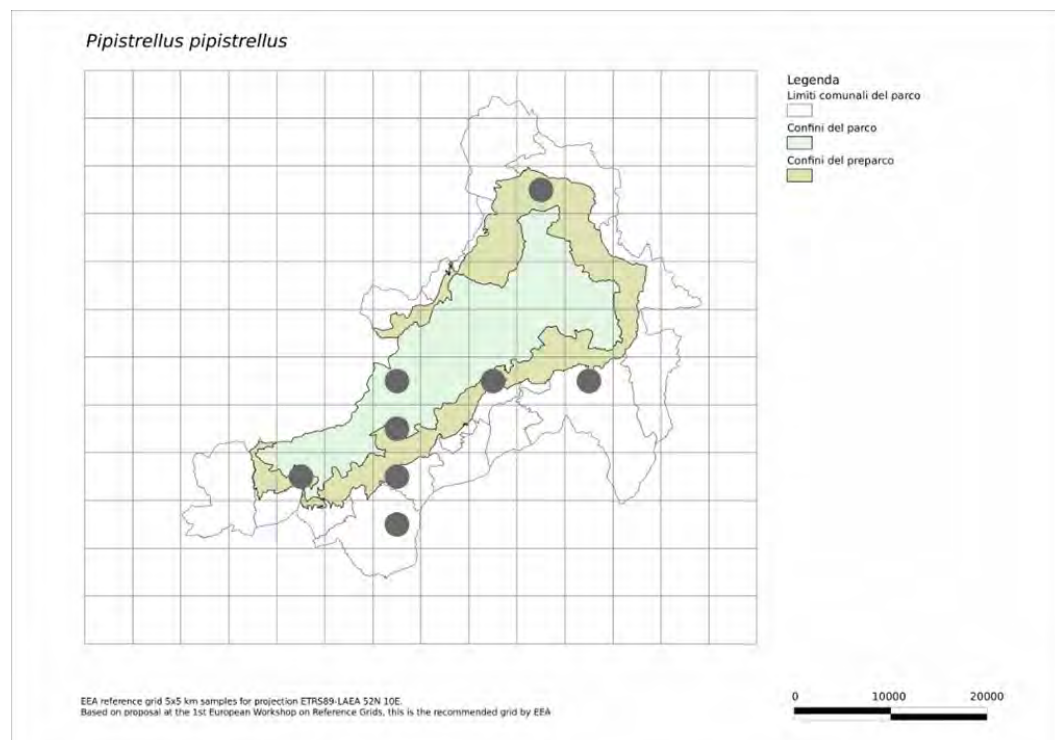 Pipistrellus pipistrellus
Legenda
Limiti comunali del parco
Confini del parco
Confini del preparco
EEA reference grid 5x5 km samples for projection ETRS89-LAEA 52N 10E.
Based on proposal at the 1st European Workshop on Reference Grids, this is the recommended grid by EEA
0 10000 20000